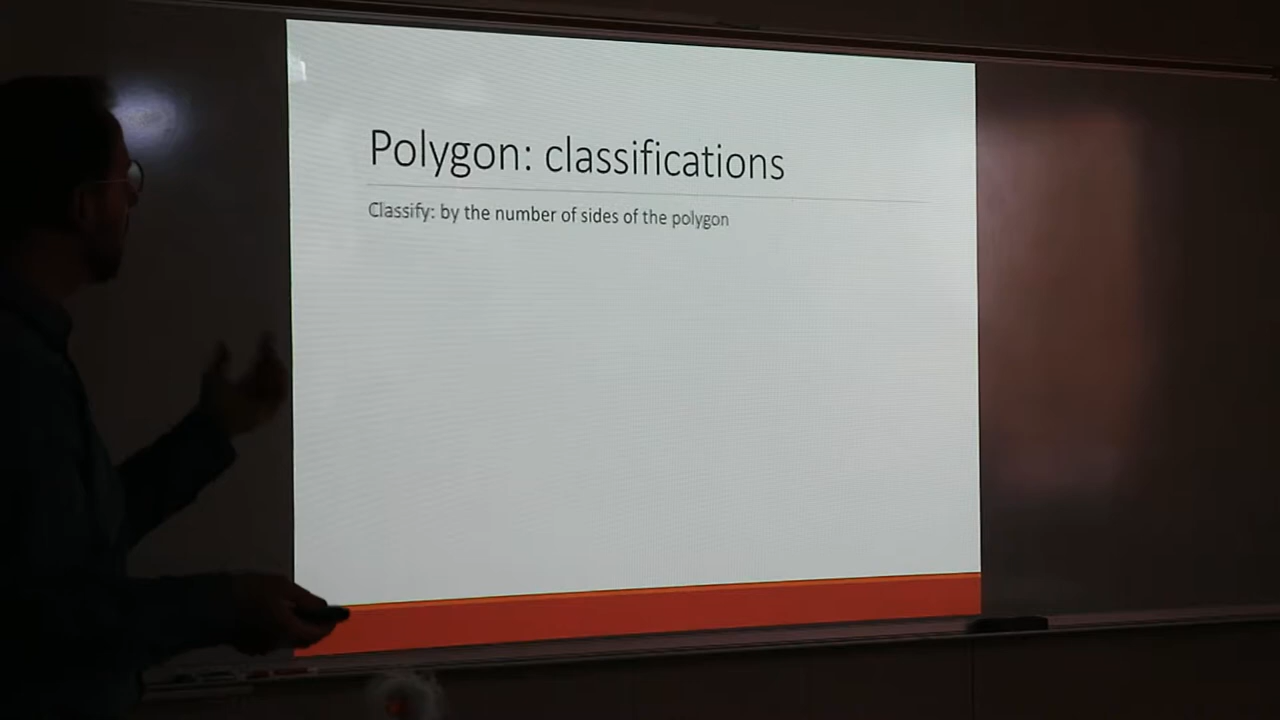 Polygon: classifications
Classify: by the number of sides of the polygon